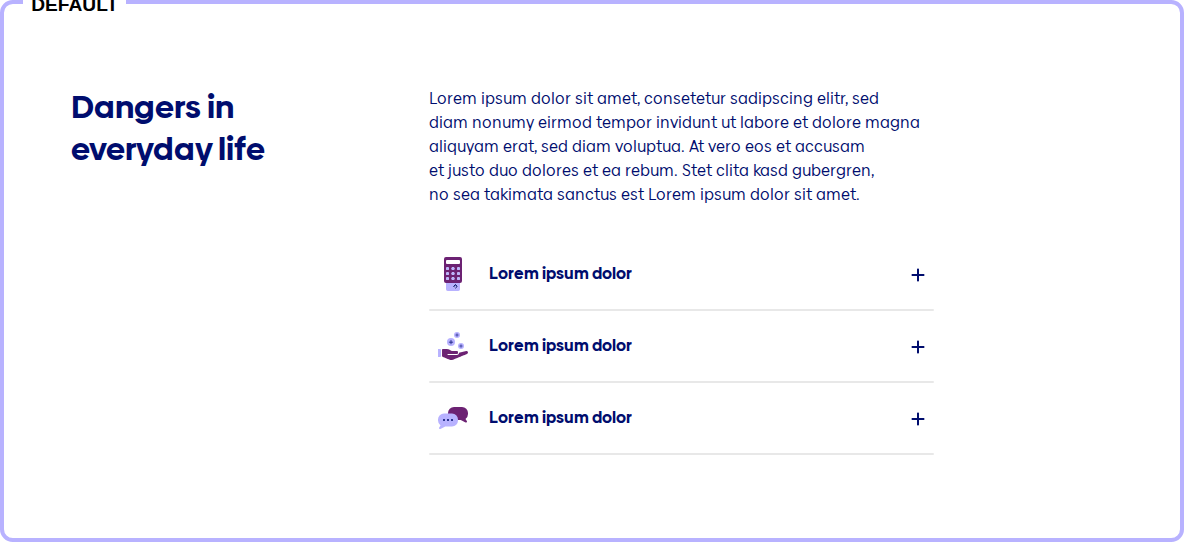 DEFAULT
Dangers in
everyday life
Lorem ipsum dolor sit amet, consetetur sadipscing elitr, sed
diam nonumy eirmod tempor invidunt ut labore et dolore magna
aliquyam erat, sed diam voluptua. At vero eos et accusam
et justo duo dolores et ea rebum. Stet clita kasd gubergren,
no sea takimata sanctus est Lorem ipsum dolor sit amet.
Lorem ipsum dolor
Lorem ipsum dolor
Lorem ipsum dolor